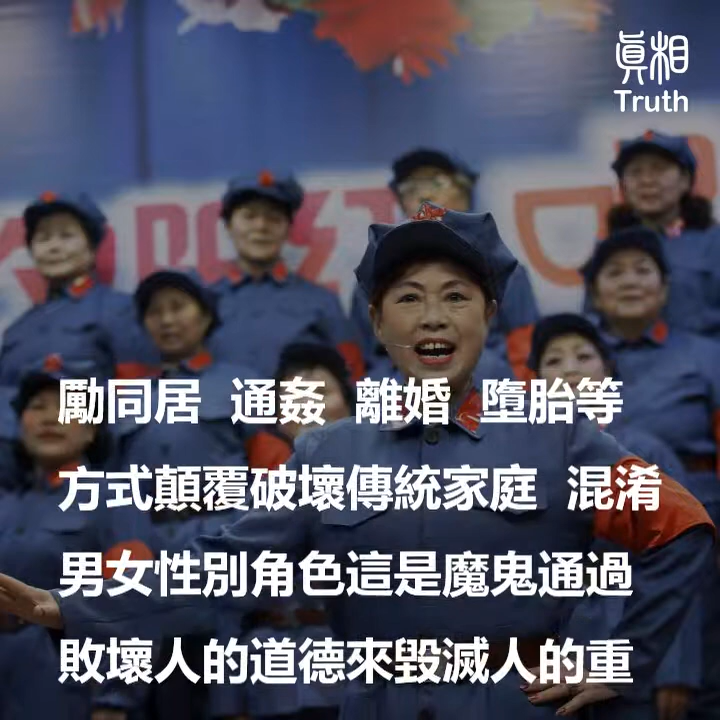 真相
Truth
勵同居 通姦 離婚 墮胎等
方式顛覆破壞傳統家庭 混淆
男女性別角色這是魔鬼通過
敗壞人的道德來毀滅人的重